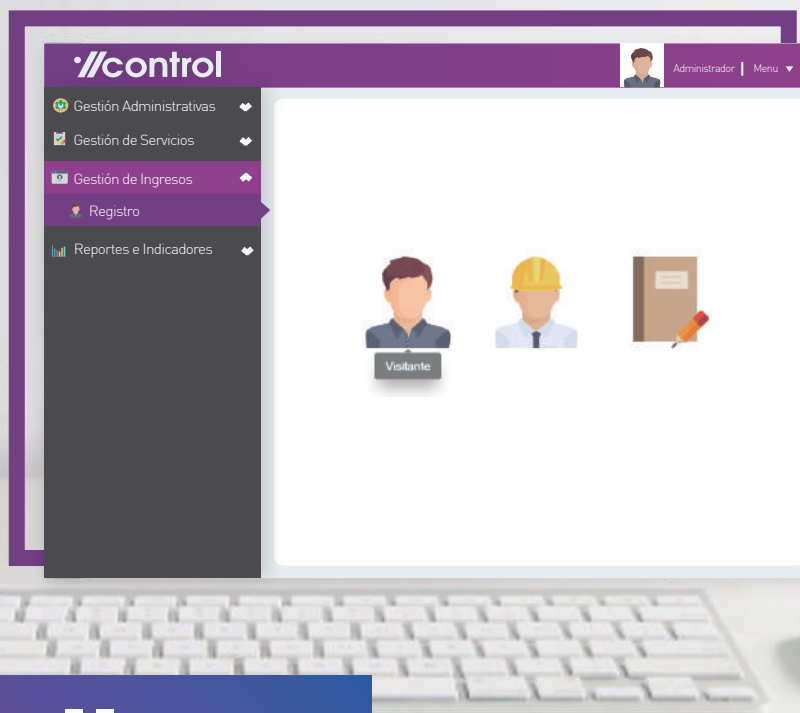 control
Administrador | Menu
Gestión Administrativas
Gestión de Servicios
Gestión de Ingresos
Registro
Reportes e Indicadores
Visitante